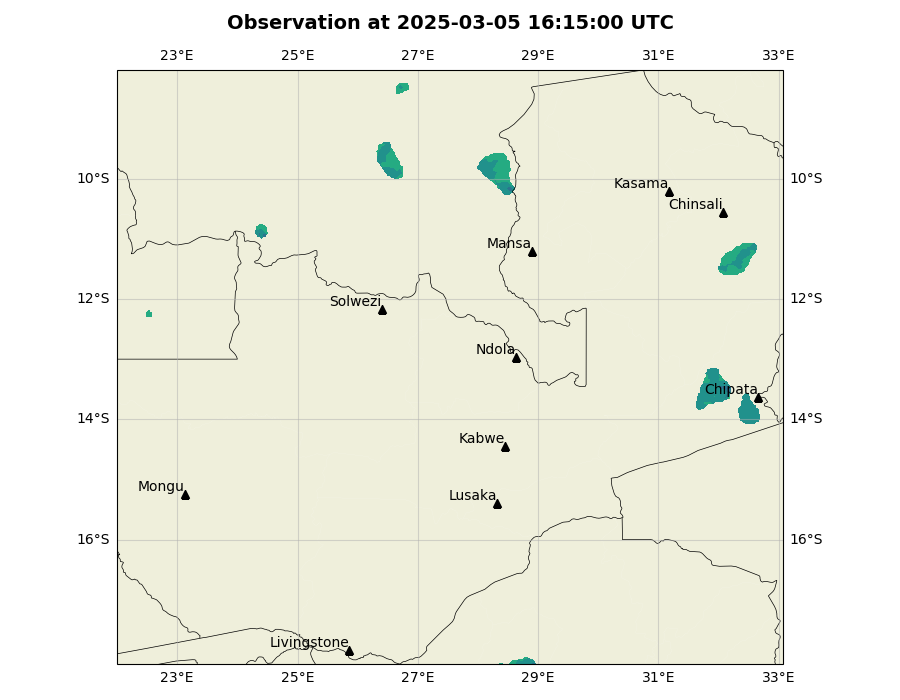 Observation at 2025-03-05 16:15:00 UTC
23°E 25°E 27°E 29°E 31°E 33°E
10°S 10°S
Kasama
Chinsali
Mansa
12°S 12°S
Solwezi
Ndola
Chipata
14°S 14°S
Kabwe
Mongu
Lusaka
16°S 16°S
Livingstone
23°E 25°E 27°E 29°E 31°E 33°E